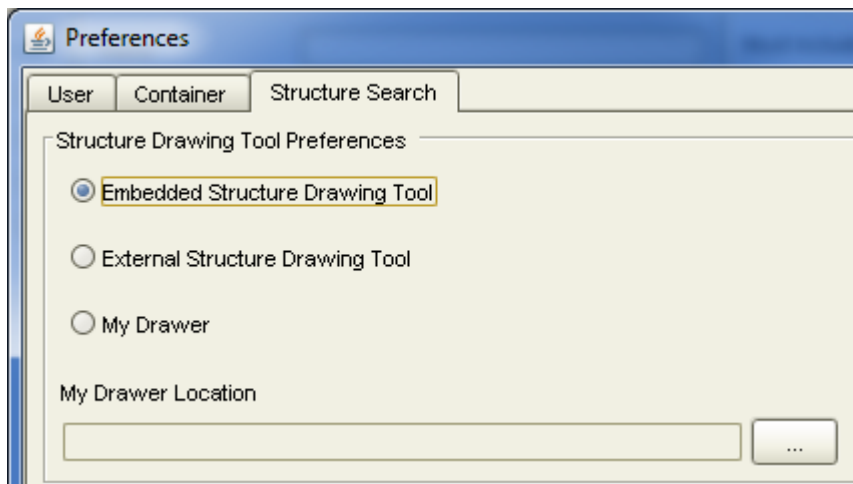 Preferences
User Container Structure Search
Structure Drawing Tool Preferences
Embedded Structure Drawing Tool
External Structure Drawing Tool
My Drawer
My Drawer Location
...